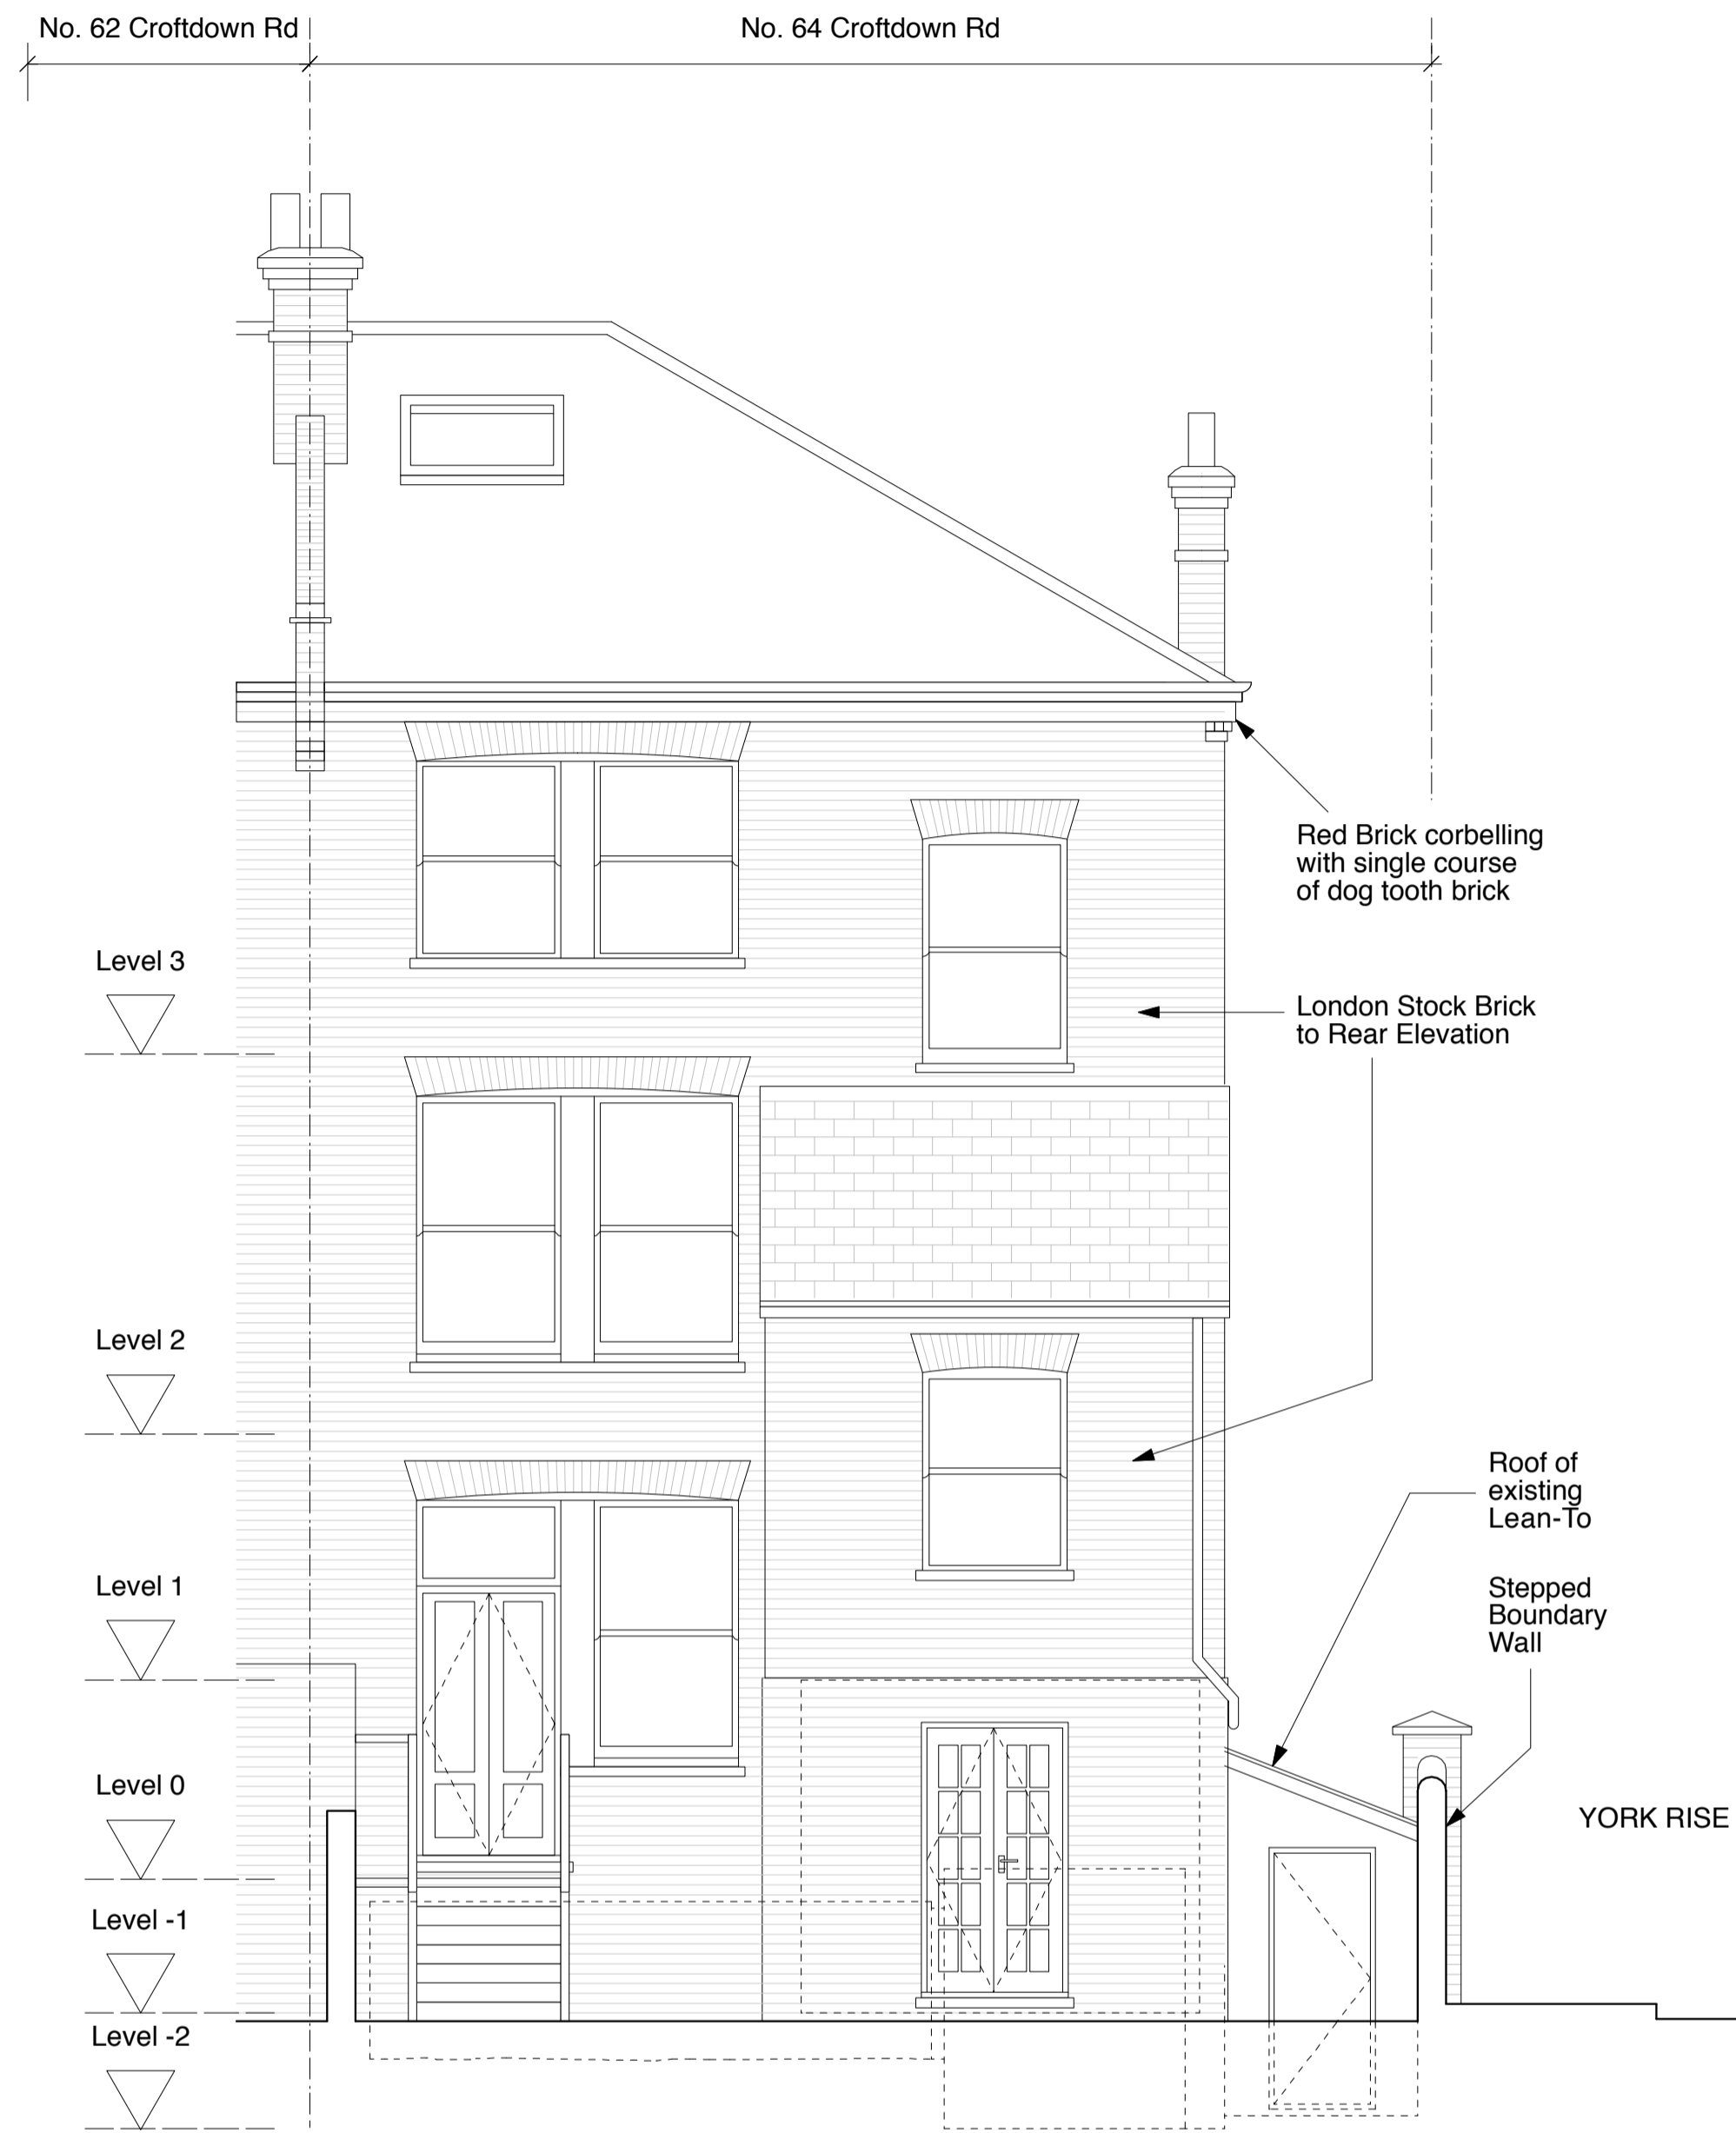 No. 62 Croftdown Rd
No. 64 Croftdown Rd
Red Brick corbelling
with single course
of dog tooth brick
Level 3
London Stock Brick
to Rear Elevation
Level 2
Roof of
existing
Lean-To
Level 1
Stepped
Boundary
Wall
Level 0
YORK RISE
Level -1
Level -2